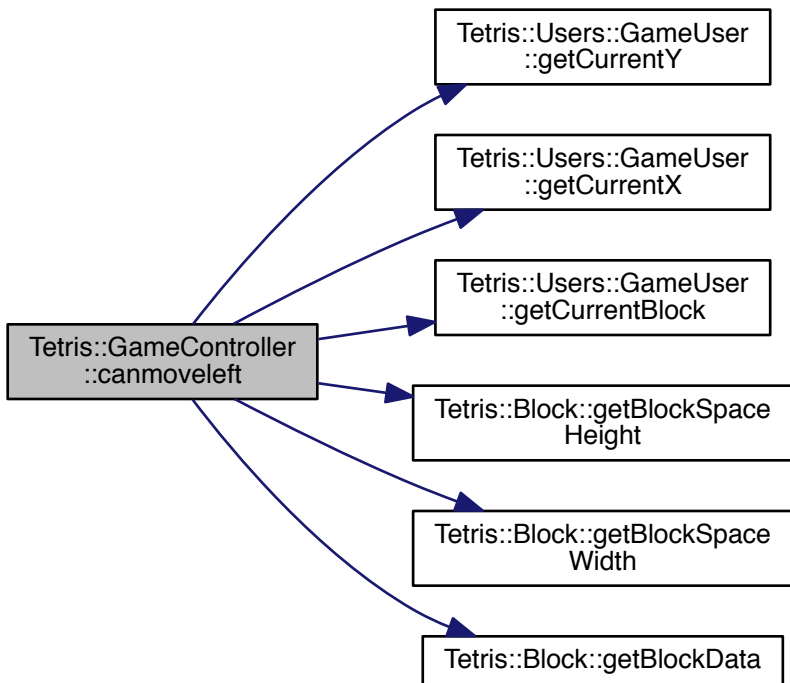 Tetris::Users::GameUser
::getCurrentY
Tetris::Users::GameUser
::getCurrentX
Tetris::Users::GameUser
::getCurrentBlock
Tetris::GameController
::canmoveleft
Tetris::Block::getBlockSpace
Height
Tetris::Block::getBlockSpace
Width
Tetris::Block::getBlockData